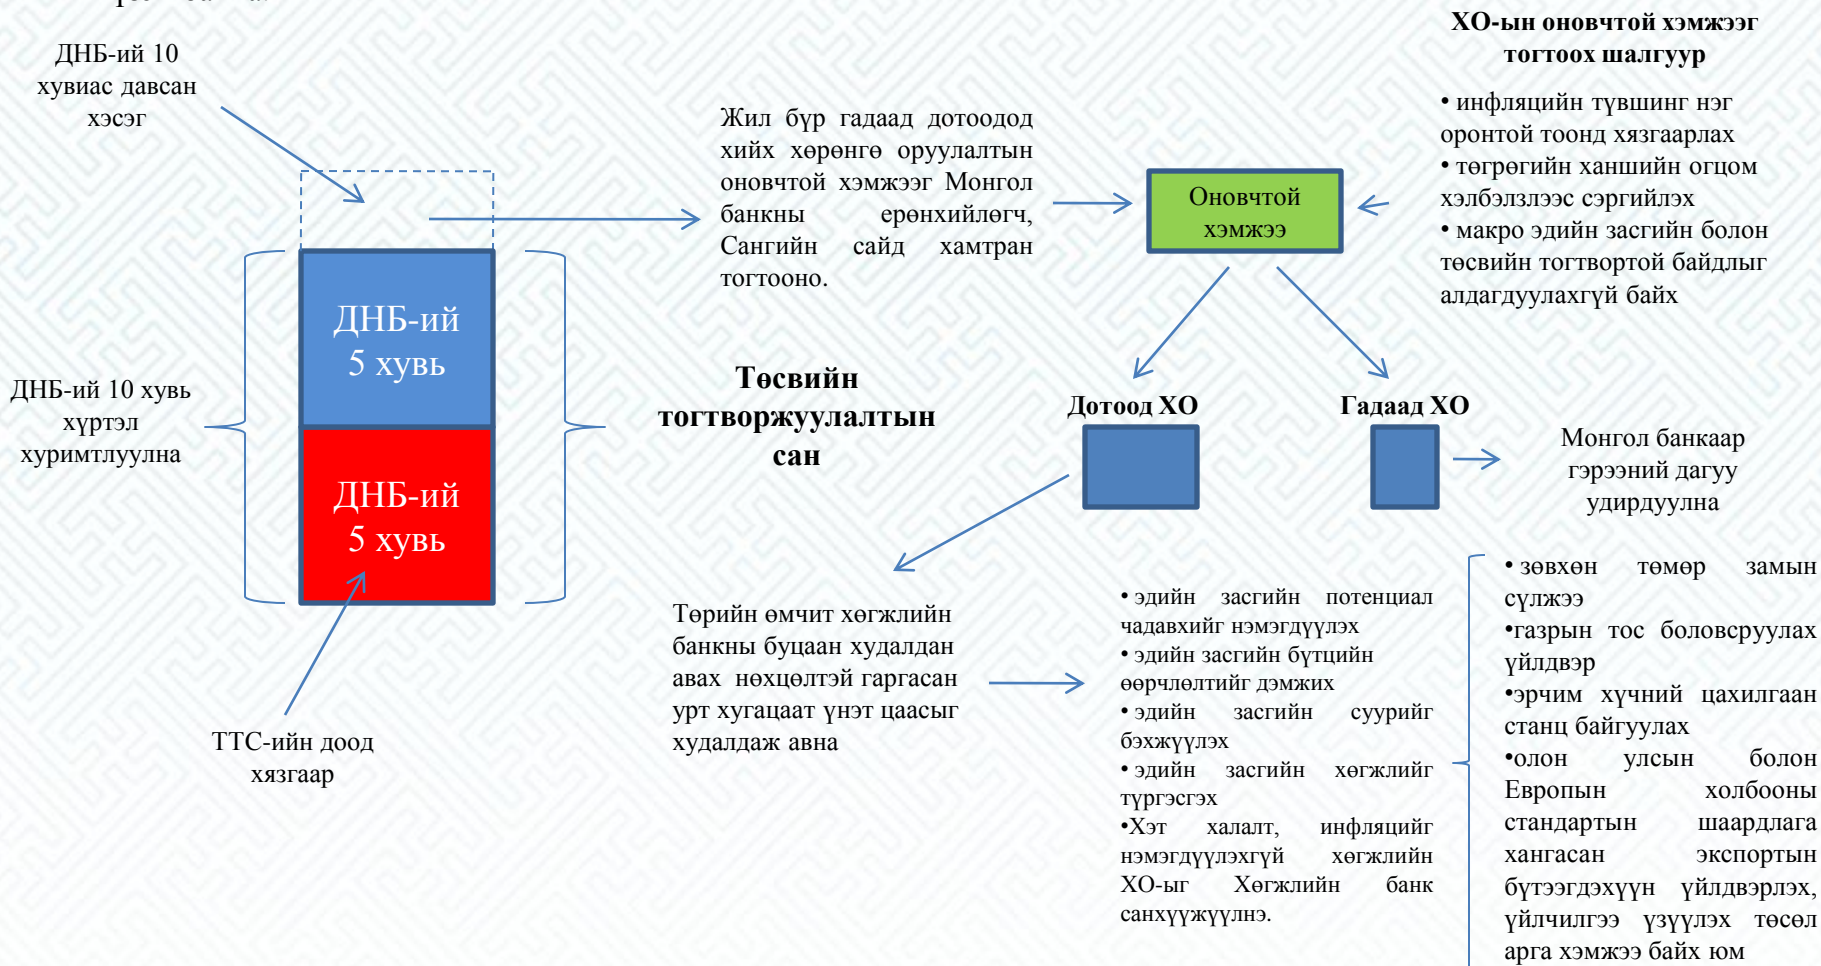 ДНБ-ий 10
хувиас давсан
хэсэг
ДНБ-ий
5 хувь
ДНБ-ий
5 хувь
ДНБ-ий 10 хувь
хүртэл
хуримтлуулна
ТТС-ийн доод
хязгаар
Жил бүр гадаад дотоодод
хийх хөрөнгө оруулалтын
оновчтой хэмжээг Монгол
банкны ерөнхийлөгч,
Сангийн сайд хамтран
тогтооно.
Төсвийн
тогтворжуулалтын
сан
Оновчтой
хэмжээ
ХО-ын оновчтой хэмжээг
тогтоох шалгуур
• инфляцийн түвшинг нэг
оронтой тоонд хязгаарлах
• төгрөгийн ханшийн огцом
хэлбэлзлээс сэргийлэх
• макро эдийн засгийн болон
төсвийн тогтвортой байдлыг
алдагдуулахгүй байх
Дотоод ХО
Гадаад ХО
Монгол банкаар
гэрээний дагуу
удирдуулна
Төрийн өмчит хөгжлийн
банкны буцаан худалдан
авах нөхцөлтэй гаргасан
урт хугацаат үнэт цаасыг
худалдаж авна
• эдийн засгийн потенциал
чадавхийг нэмэгдүүлэх
• эдийн засгийн бүтцийн
өөрчлөлтийг дэмжих
• эдийн засгийн суурийг
бэхжүүлэх
• эдийн засгийн хөгжлийг
түргэсгэх
•Хэт халалт, инфляцийг
нэмэгдүүлэхгүй хөгжлийн
ХО-ыг Хөгжлийн банк
санхүүжүүлнэ.
• зөвхөн төмөр замын
сүлжээ
•газрын тос боловсруулах
үйлдвэр
•эрчим хүчний цахилгаан
станц байгуулах
•олон улсын болон
Европын холбооны
стандартын шаардлага
хангасан экспортын
бүтээгдэхүүн үйлдвэрлэх,
үйлчилгээ үзүүлэх төсөл
арга хэмжээ байх юм